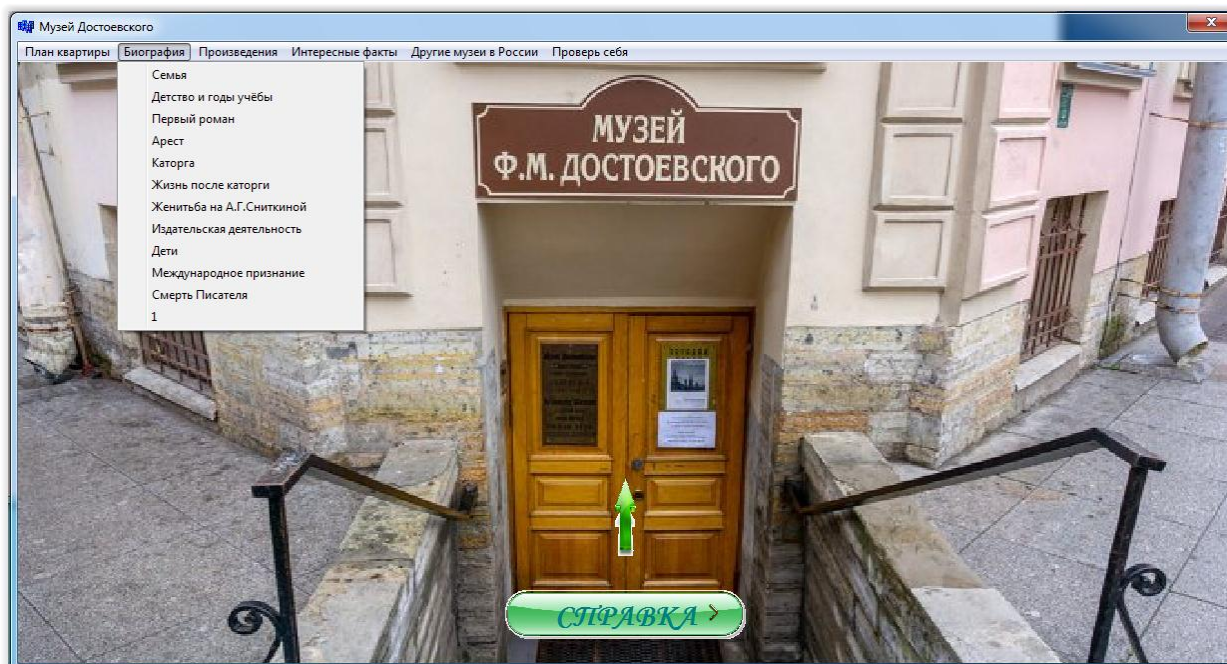 Музей Достоевского
План квартиры Биография Произведения Интересные факты Другие музеи в России Проверь себя
Семья
Детство и годы учёбы
Первый роман
Арест
Каторга
Жизнь после каторги
Женитьба на А.Г.Сниткиной
Издательская деятельность
Дети
Международное признание
Смерть Писателя
1
МУЗЕЙ
Ф.М. ДОСТОЕВСКОГО
СПРАВКА